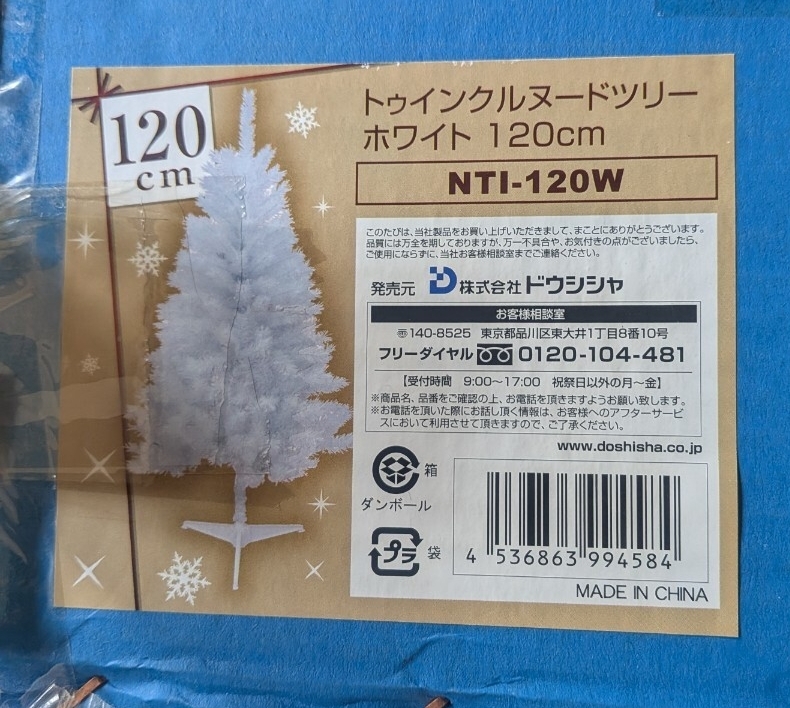 120
cm
トゥインクルヌードツリー
ホワイト 120cm
NTI-120W
このたびは、当社製品をお買い上げいただきまして、まことにありがとうございます。
品質には万全を期しておりますが、万一不具合や、お気付きの点がございましたら、
ご使用にならずに、当社お客様相談室までご連絡ください。
発売元 株式会社ドウシシャ
お客様相談室
〒140-8525 東京都品川区東大井1丁目8番10号
フリーダイヤル 0120-104-481
【受付時間 9:00〜17:00 祝祭日以外の月〜金】
※商品名、品番をご確認の上、お電話を頂きますようお願い致します。
※お電話を頂いた際にお話し頂く情報は、お客様へのアフターサービ
スにおいて利用させて頂きますので、ご了承ください。
www.doshisha.co.jp
箱
ダンボール
プラ 袋
4 536863 994584
MADE IN CHINA